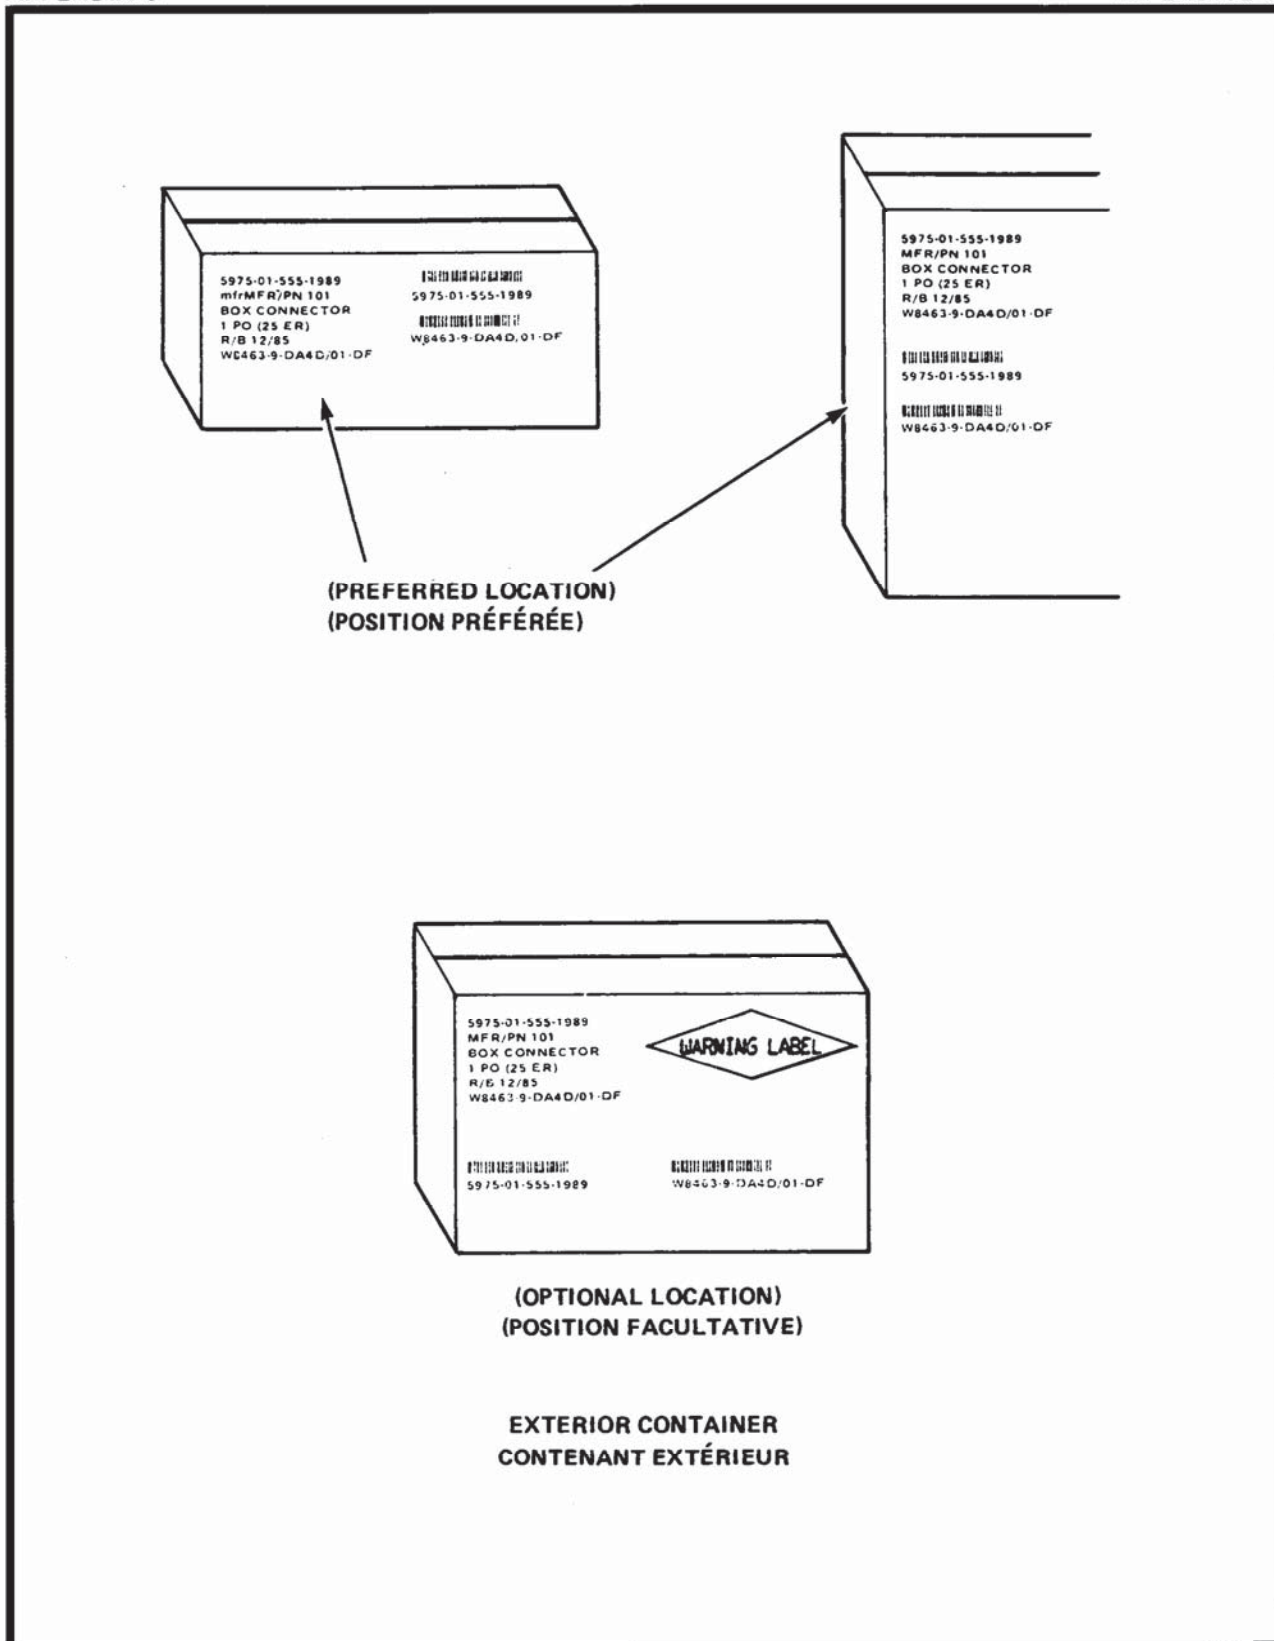 5975-01-555-1989
mfrMFR/PN 101
BOX CONNECTOR
1 PO (25 ER)
R/B 12/85
W8463-9-DA4D/01-DF
5975-01-555-1989
W8463-9-DA4D/01-DF
5975-01-555-1989
MFR/PN 101
BOX CONNECTOR
1 PO (25 ER)
R/B 12/85
W8463-9-DA4D/01-DF
5975-01-555-1989
W8463-9-DA4D/01-DF
(PREFERRED LOCATION)
(POSITION PRÉFÉRÉE)
5975-01-555-1989
MFR/PN 101
BOX CONNECTOR
1 PO (25 ER)
R/B 12/85
W8463-9-DA4D/01-DF
WARNING LABEL
5975-01-555-1989
W8463-9-DA4D/01-DF
(OPTIONAL LOCATION)
(POSITION FACULTATIVE)
EXTERIOR CONTAINER
CONTENANT EXTÉRIEUR